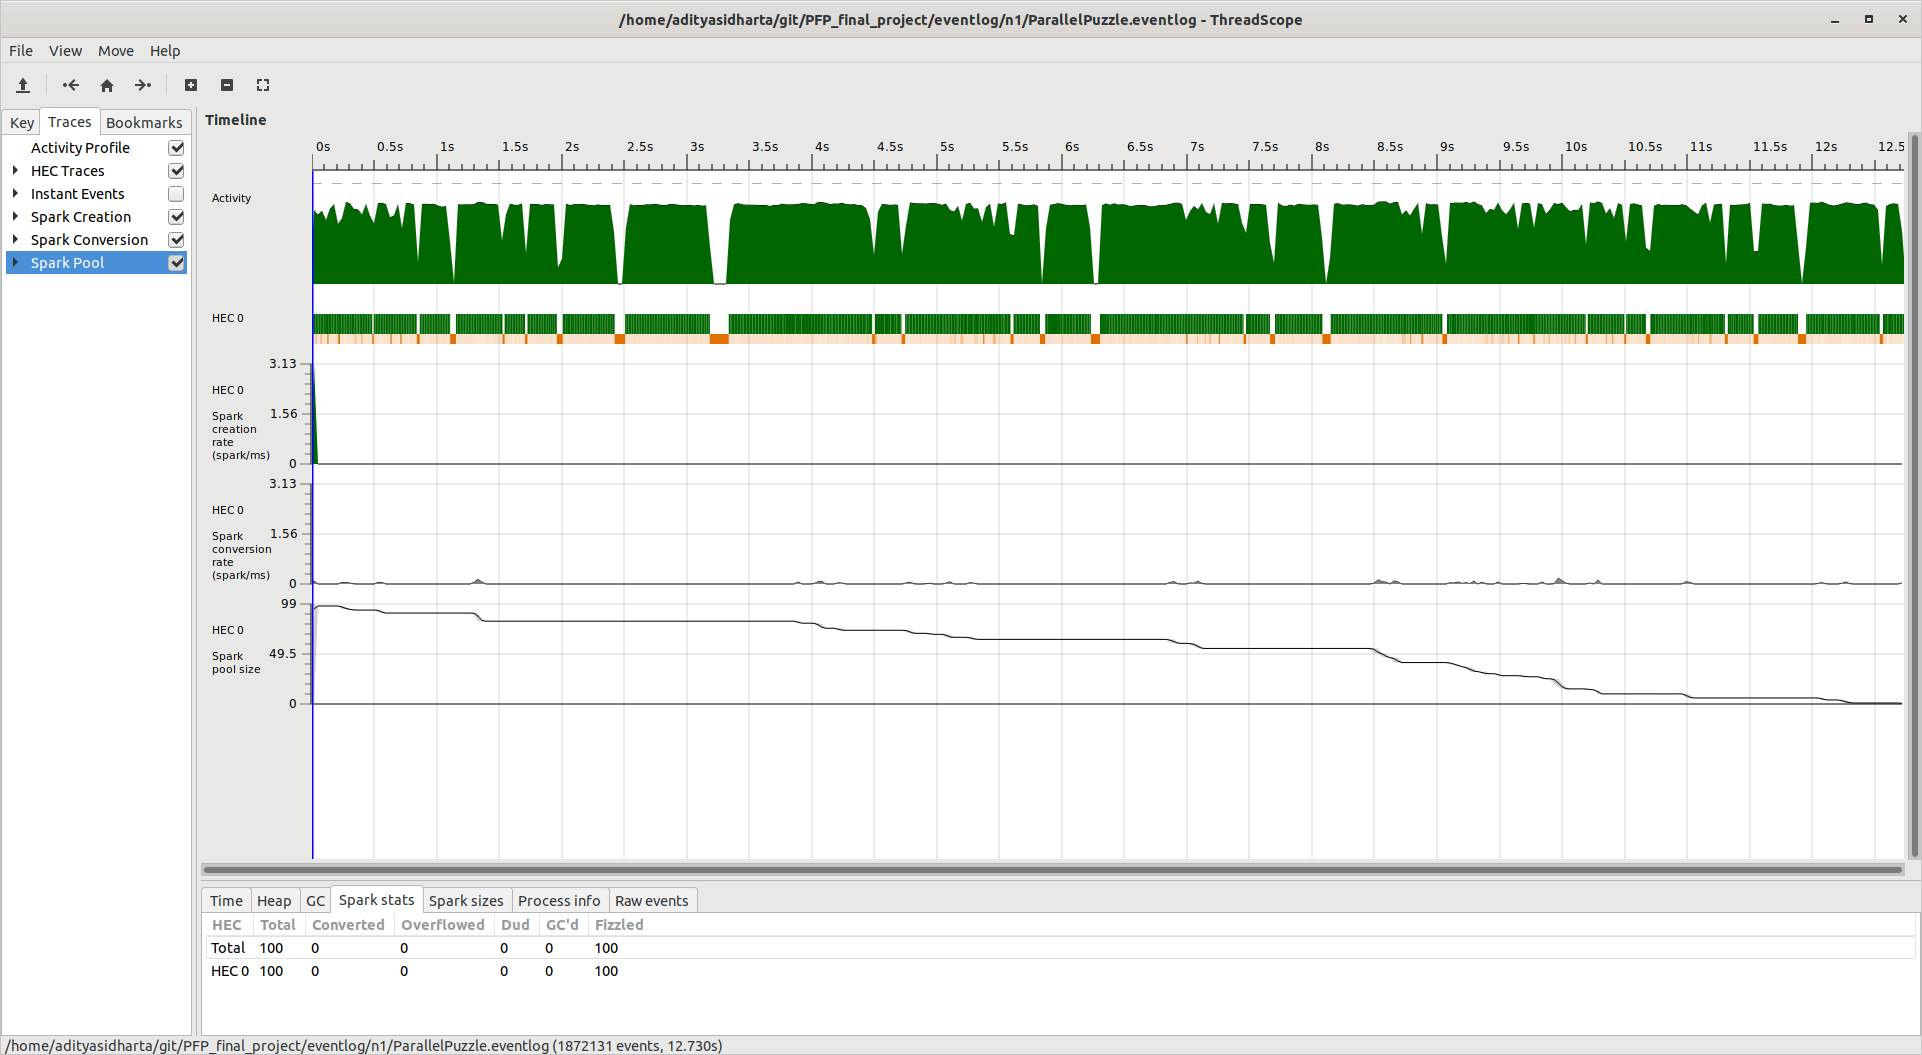 /home/adityasidharta/git/PFP_final_project/eventlog/n1/ParallelPuzzle.eventlog - ThreadScope
File View Move Help
Key Traces Bookmarks
Activity Profile
HEC Traces
Instant Events
Spark Creation
Spark Conversion
Spark Pool
Timeline
0s 0.5s 1s 1.5s 2s 2.5s 3s 3.5s 4s 4.5s 5s 5.5s 6s 6.5s 7s 7.5s 8s 8.5s 9s 9.5s 10s 10.5s 11s 11.5s 12s 12.5
Activity
HEC 0
3.13
HEC 0
Spark 1.56
creation
rate
(spark/ms) 0
3.13
HEC 0
Spark 1.56
conversion
rate
(spark/ms) 0
99
HEC 0
Spark 49.5
pool size
0
Time Heap GC Spark stats Spark sizes Process info Raw events
HEC Total Converted Overflowed Dud GC'd Fizzled
Total 100 0 0 0 0 100
HEC 0 100 0 0 0 0 100
/home/adityasidharta/git/PFP_final_project/eventlog/n1/ParallelPuzzle.eventlog (1872131 events, 12.730s)